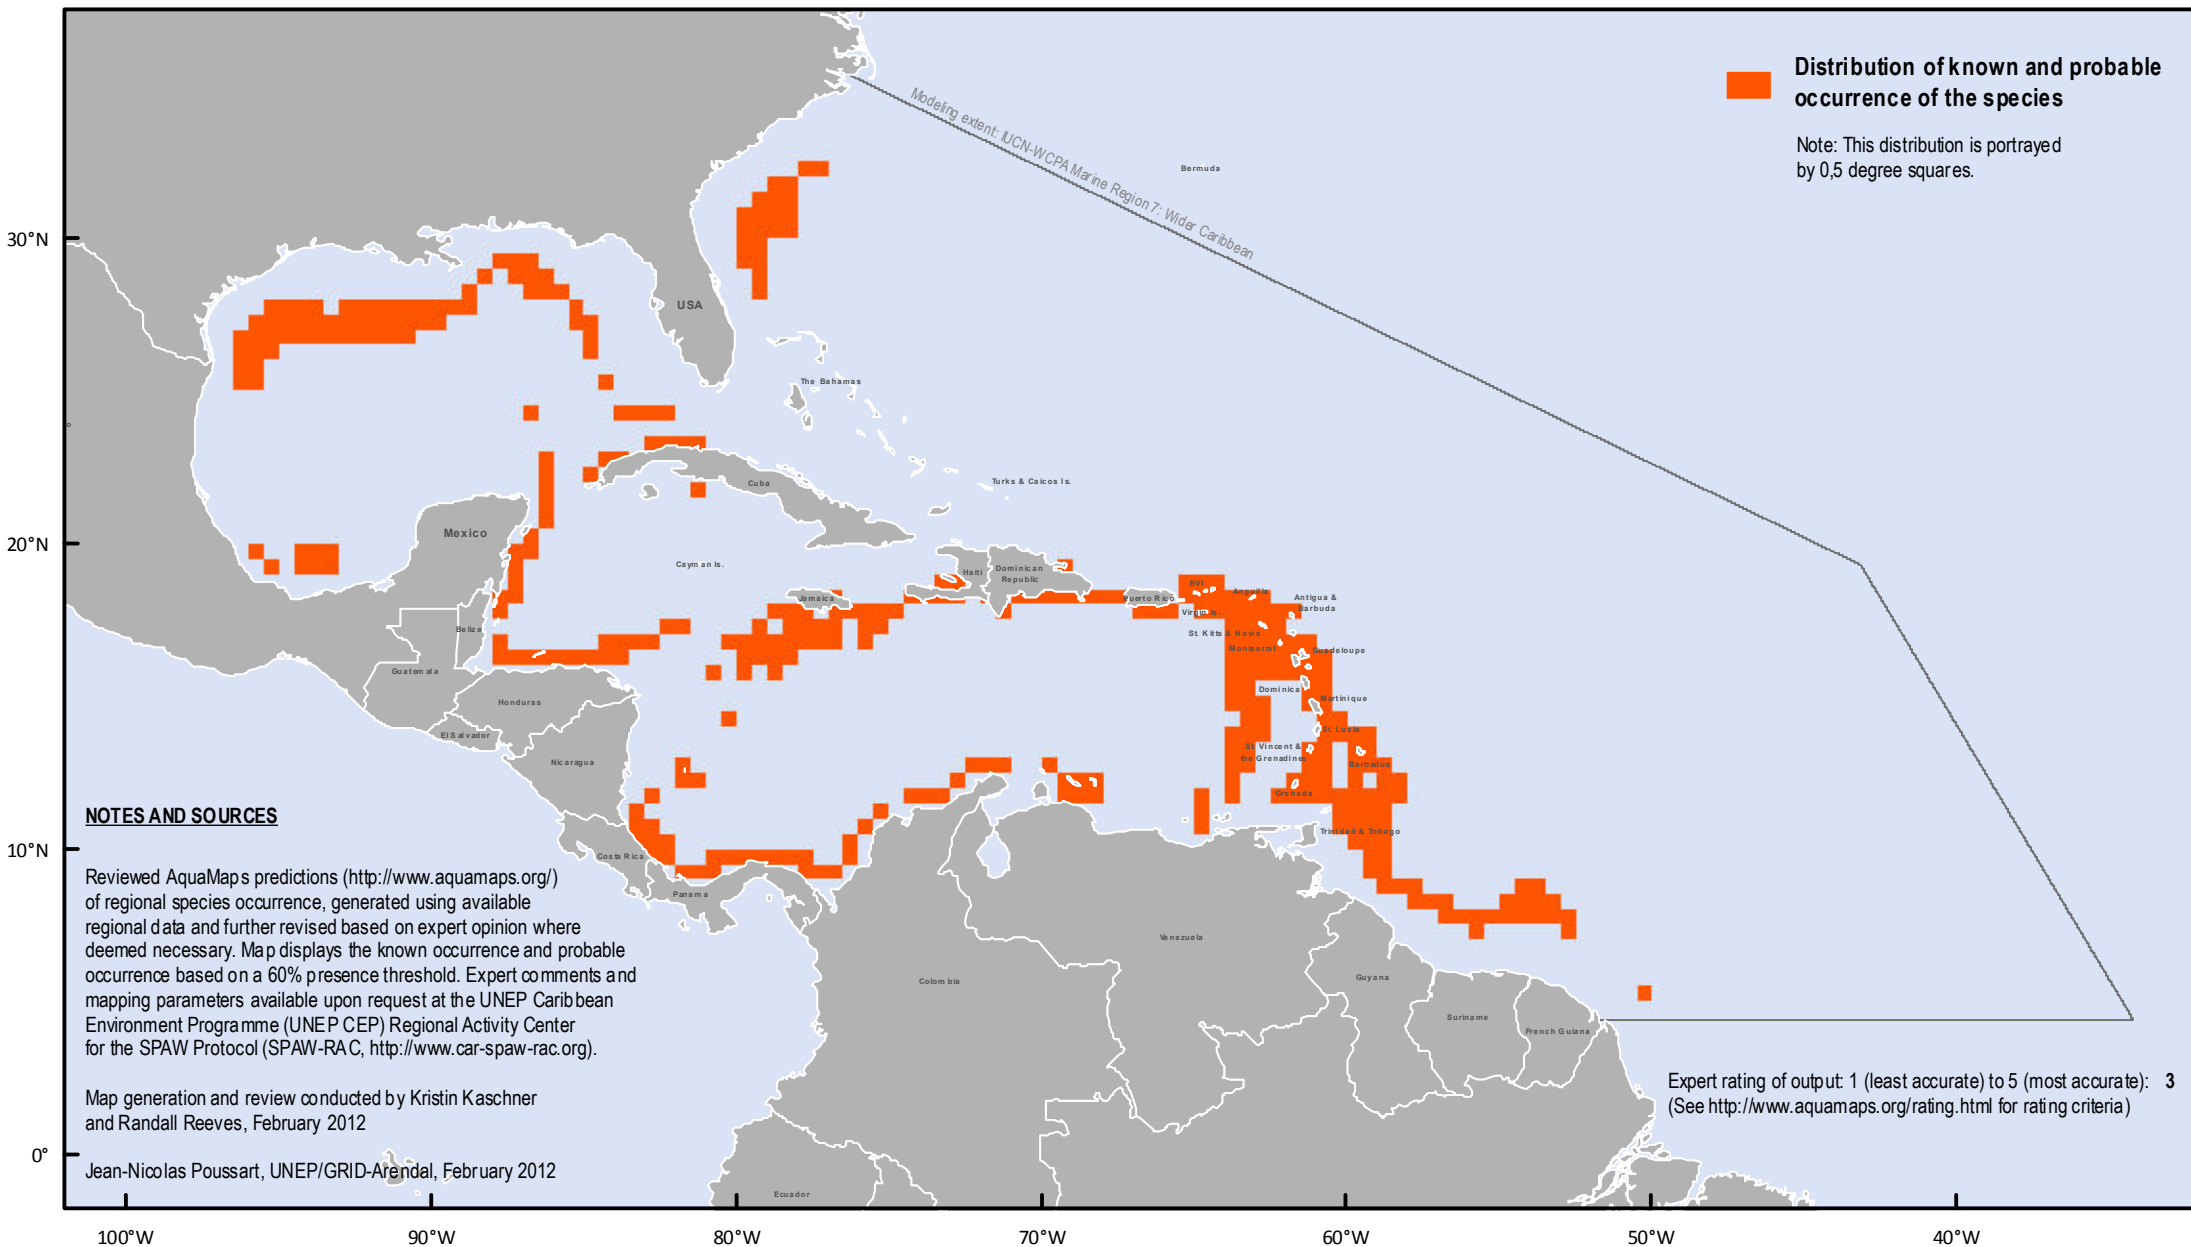 Distribution of known and probable
occurrence of the species
Note: This distribution is portrayed
by 0,5 degree squares.
Modeling extent: IUCN-WCPA Marine Region 7: Wider Caribbean
Bermuda
30°N
USA
The Bahamas
Turks & Caicos Is.
Cuba
20°N
Mexico
Cayman Is.
Haiti
Dominican
Republic
Jamaica
Puerto Rico
BVI
Virgin Is.
Anguilla
Antigua &
Barbuda
St. Kitts & Nevis
Montserrat
Guadeloupe
Belize
Guatemala
Dominica
Martinique
Honduras
El Salvador
St. Lucia
St. Vincent &
the Grenadines
Barbados
Nicaragua
Grenada
Trinidad & Tobago
10°N
Costa Rica
Panama
Venezuela
Colombia
Guyana
Suriname
French Guiana
Ecuador
NOTES AND SOURCES
Reviewed AquaMaps predictions (http://www.aquamaps.org/)
of regional species occurrence, generated using available
regional data and further revised based on expert opinion where
deemed necessary. Map displays the known occurrence and probable
occurrence based on a 60% presence threshold. Expert comments and
mapping parameters available upon request at the UNEP Caribbean
Environment Programme (UNEP CEP) Regional Activity Center
for the SPAW Protocol (SPAW-RAC, http://www.car-spaw-rac.org).
Map generation and review conducted by Kristin Kaschner
and Randall Reeves, February 2012
Jean-Nicolas Poussart, UNEP/GRID-Arendal, February 2012
Expert rating of output: 1 (least accurate) to 5 (most accurate): 3
(See http://www.aquamaps.org/rating.html for rating criteria)
0°
100°W 90°W 80°W 70°W 60°W 50°W 40°W